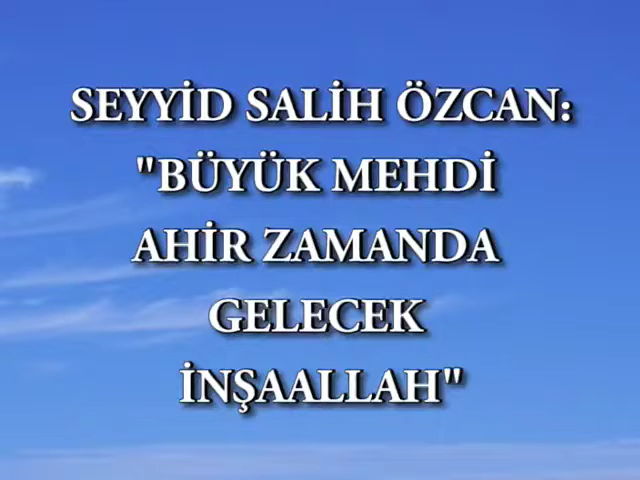 SEYYİD SALİH ÖZCAN:
"BÜYÜK MEHDİ
AHİR ZAMANDA
GELECEK
İNŞAALLAH"